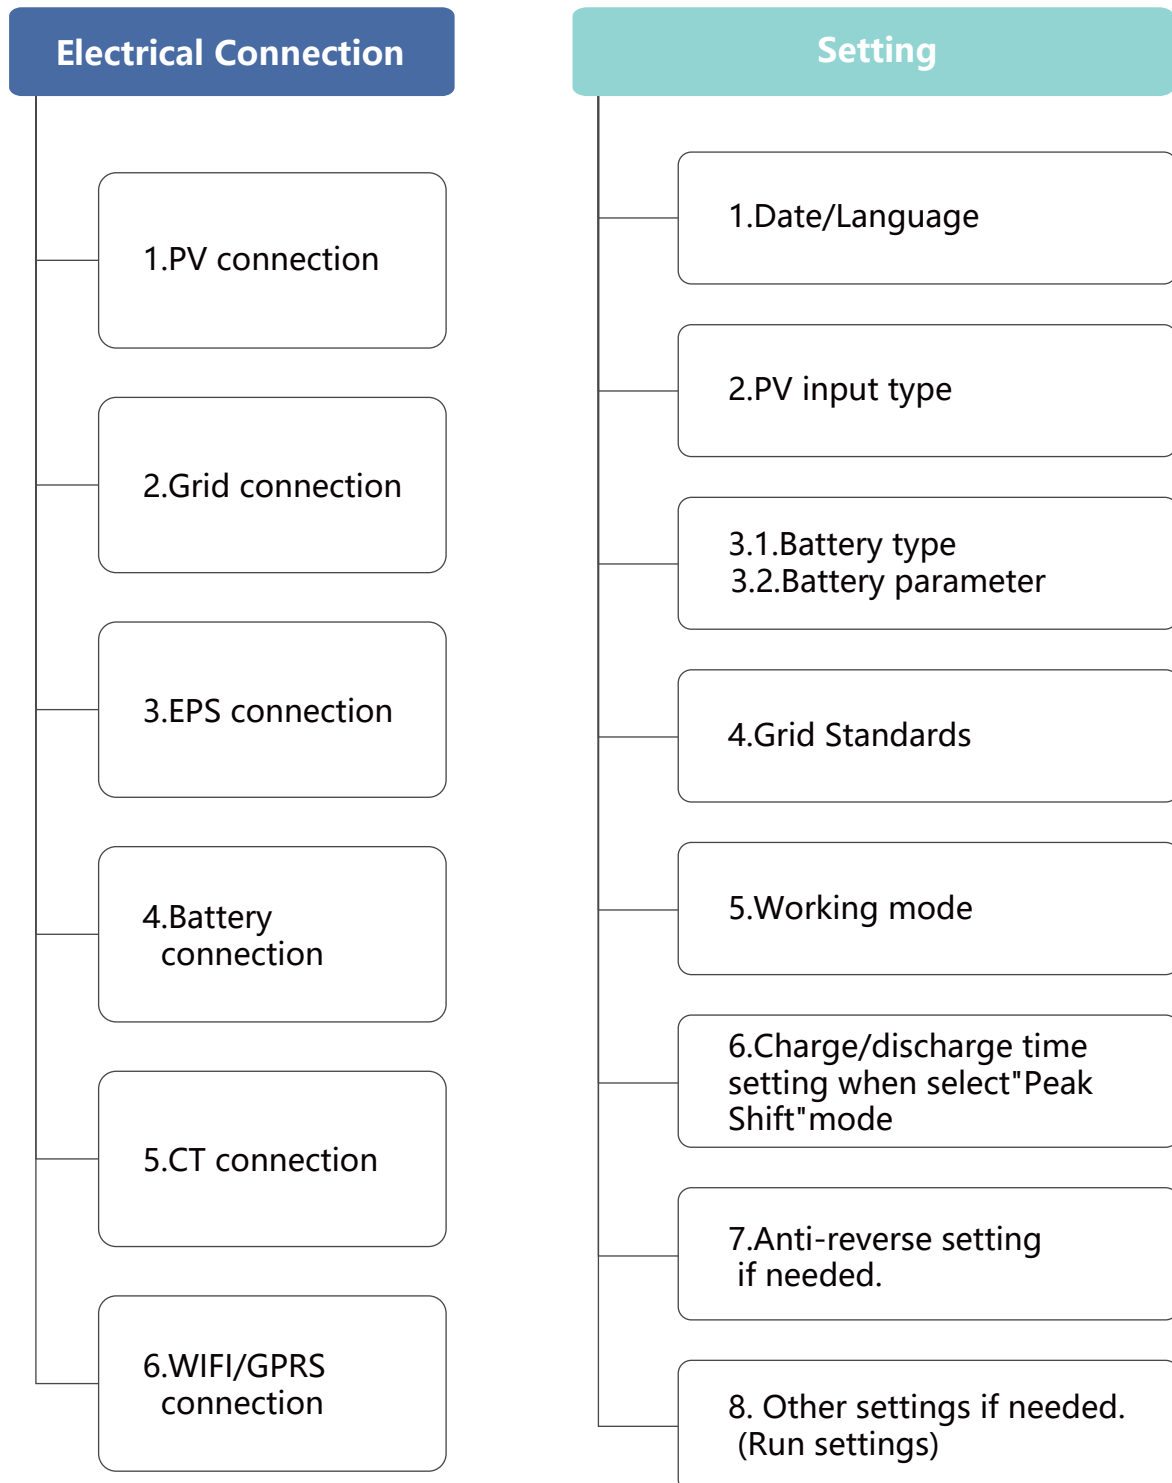 Electrical Connection
1.PV connection
2.Grid connection
3.EPS connection
4.Battery
connection
5.CT connection
6.WIFI/GPRS
connection
Setting
1.Date/Language
2.PV input type
3.1.Battery type
3.2.Battery parameter
4.Grid Standards
5.Working mode
6.Charge/discharge time
setting when select"Peak
Shift"mode
7.Anti-reverse setting
if needed.
8. Other settings if needed.
(Run settings)